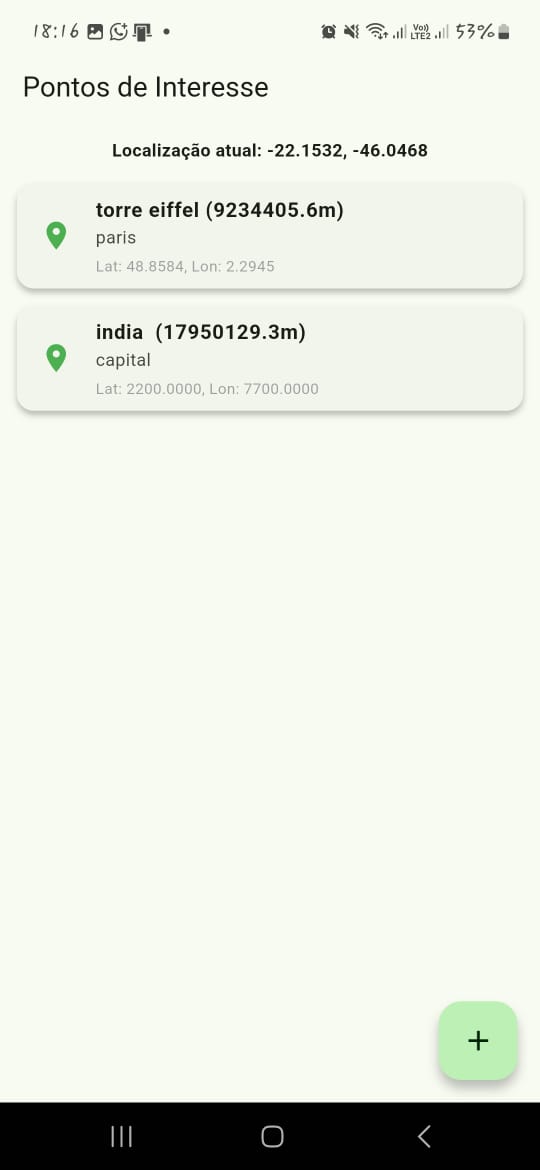 18:16 Vo) LTE2 53%
Pontos de Interesse
Localização atual: -22.1532, -46.0468
torre eiffel (9234405.6m)
paris
Lat: 48.8584, Lon: 2.2945
india  (17950129.3m)
capital
Lat: 2200.0000, Lon: 7700.0000
+